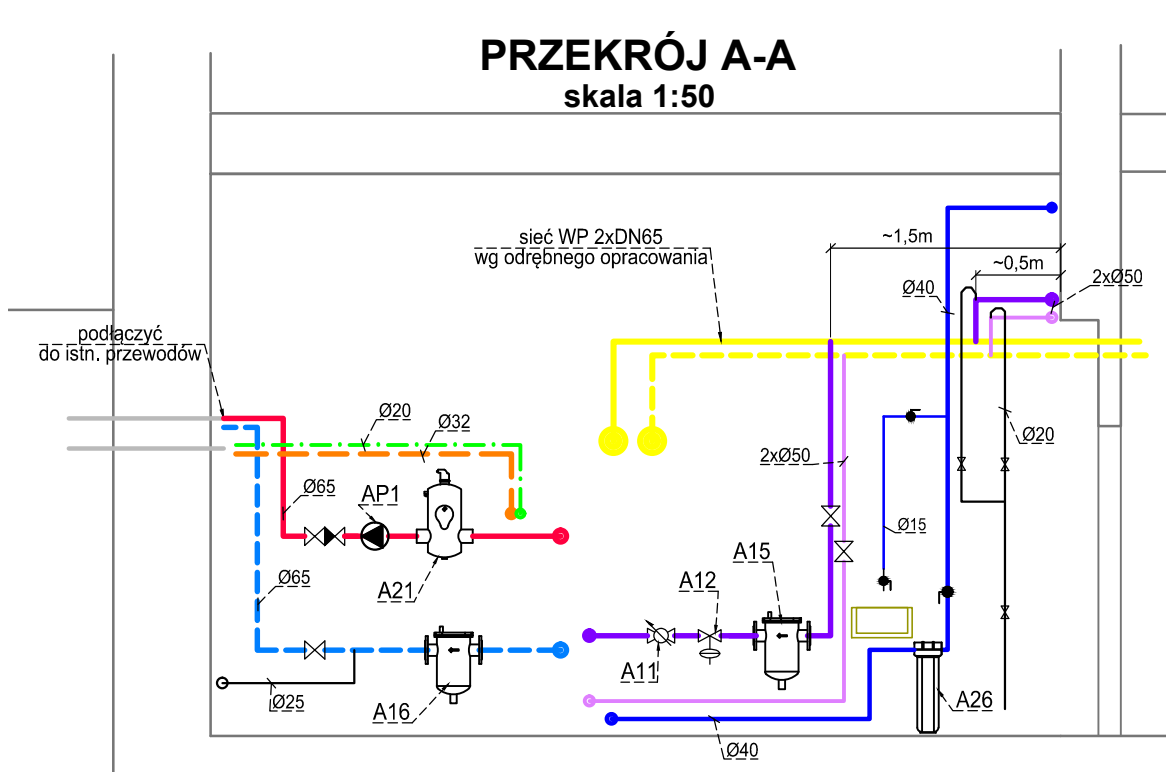 PRZEKRÓJ A-A
skala 1:50
sieć WP 2xDN65
wg odrębnego opracowania
~1,5m
~0,5m
2xØ50
Ø40
podłączyć
do istn. przewodów
Ø20
Ø32
Ø20
2xØ50
Ø65
AP1
Ø15
A15
Ø65
A21
A12
A11
Ø25
A16
A26
Ø40